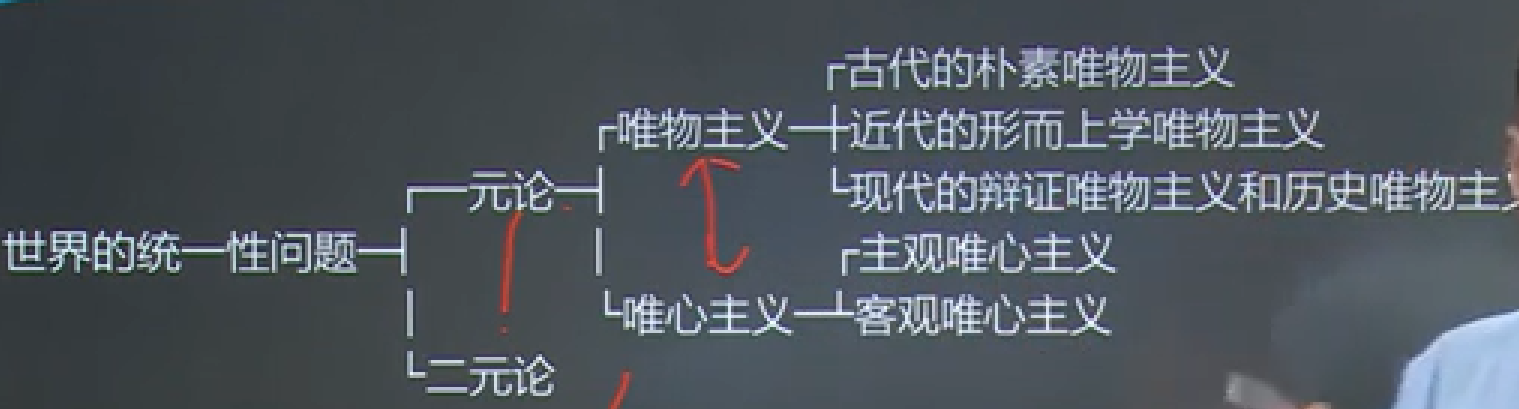 古代的朴素唯物主义
唯物主义 近代的形而上学唯物主义
一元论 现代的辩证唯物主义和历史唯物主义
世界的统一性问题 主观唯心主义
唯心主义 客观唯心主义
二元论